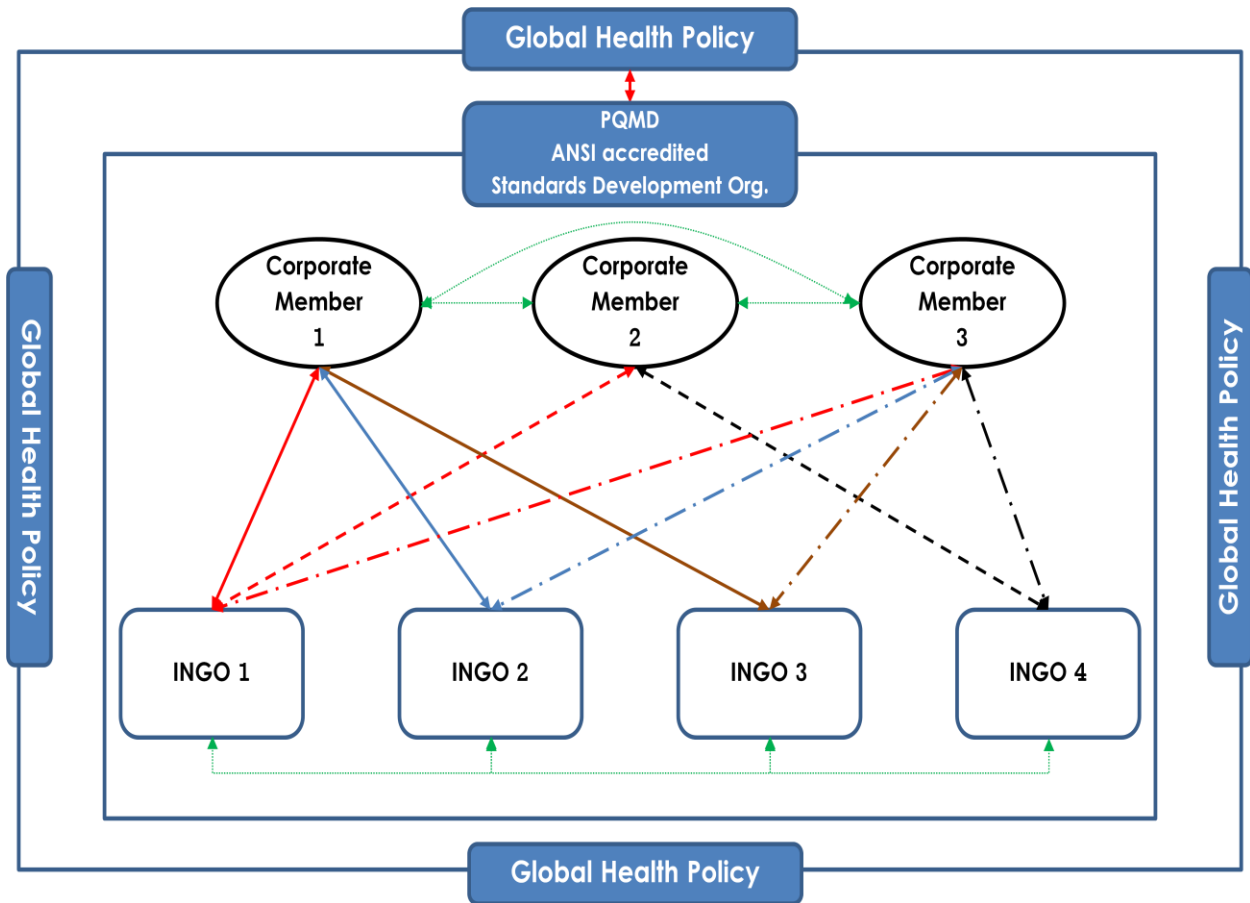 Global Health Policy
PQMD
ANSI accredited
Standards Development Org.
Corporate
Member
1
Corporate
Member
2
Corporate
Member
3
Global Health Policy
Global Health Policy
INGO 1
INGO 2
INGO 3
INGO 4
Global Health Policy